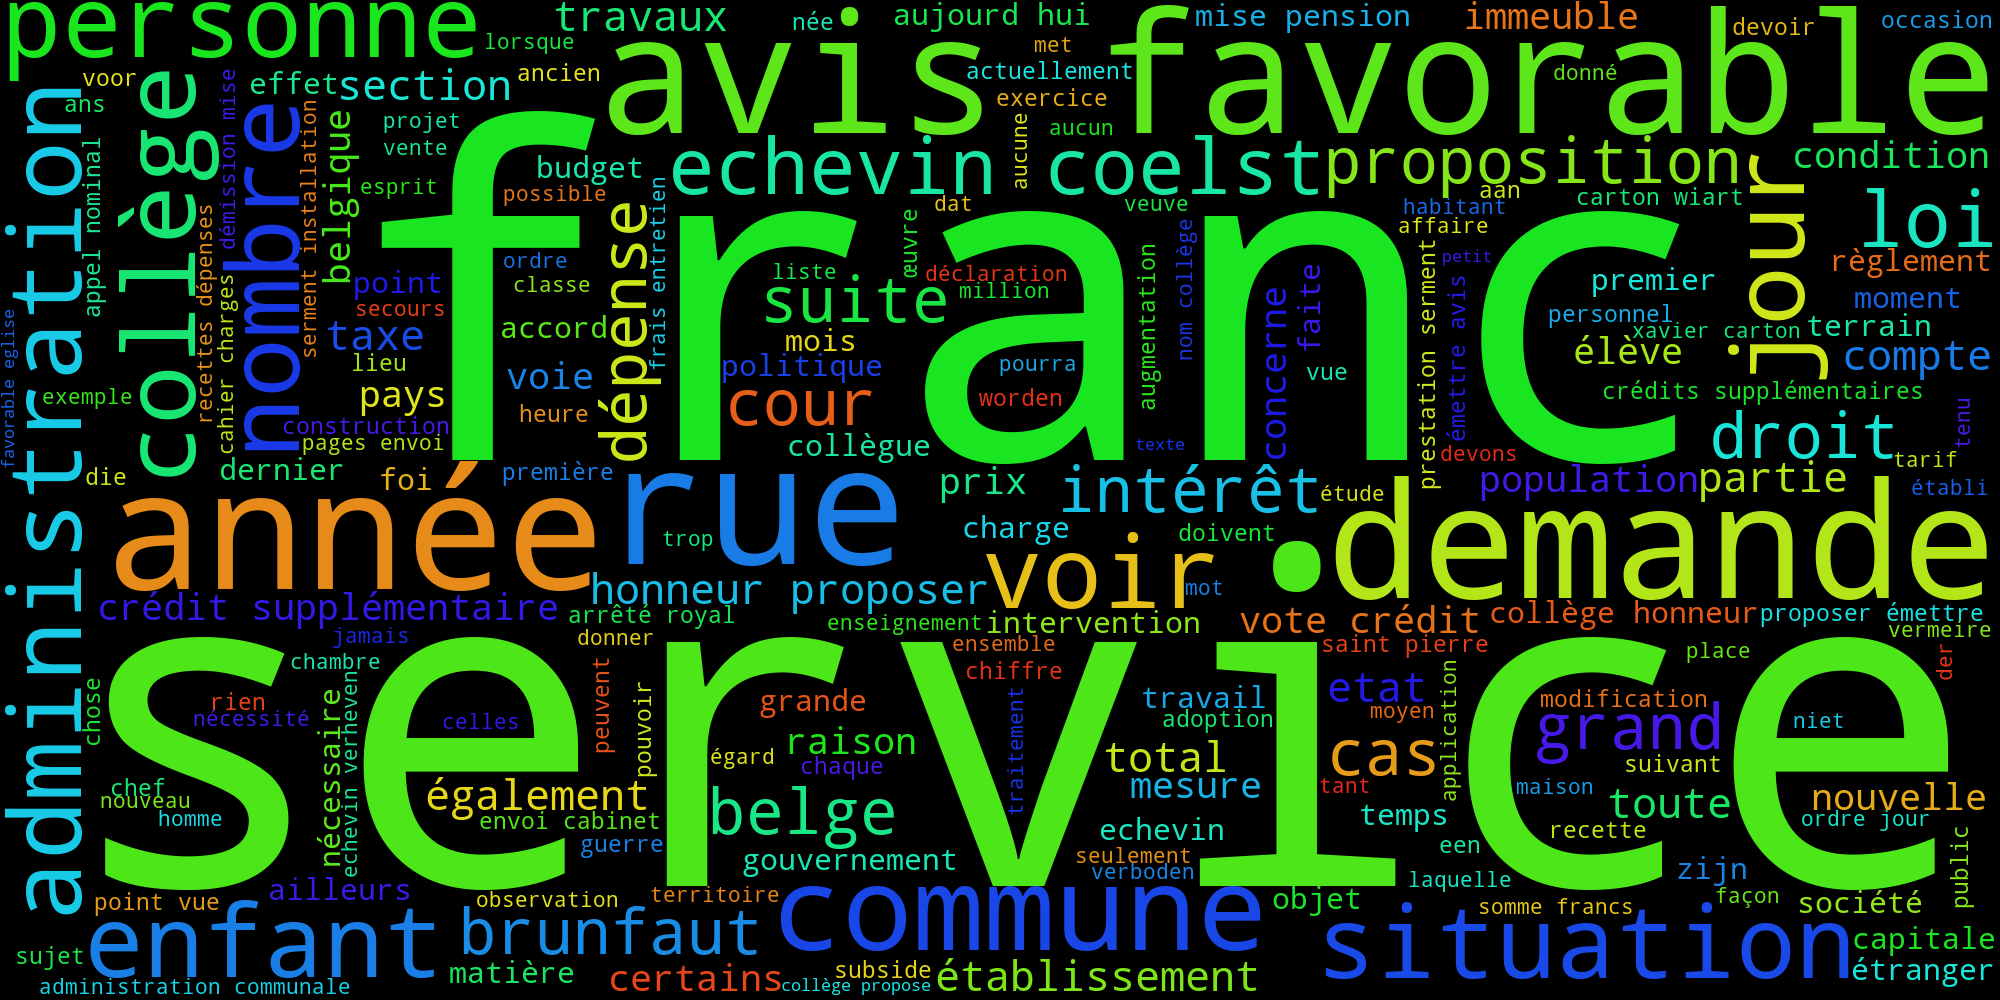 personne
travaux
née
aujourd hui
mise pension
immeuble
devoir
occasion
lorsque
avis favorable
met
voor
effet
section
ancien
actuellement
donné
ans
administration
collège
démission mise
nombre
serment installation
belgique
projet
exercice
aucune
aucun
vente
budget
echevin coelst
proposition
condition
appel nominal
esprit
possible
frais entretien
franc
dat
veuve
aan
habitant
affaire
carton wiart
jour
loi
recettes dépenses
cahier charges
ordre
dépense
œuvre
nom collège
petit
règlement
point
classe
liste
déclaration
million
suite
augmentation
faite
concerne
prestation serment
émettre avis
premier
moment
secours
personnel
favorable eglise
taxe
accord
mois
xavier carton
terrain
lieu
voie
politique
pourra
vue
élève
compte
exemple
pays
heure
cour
worden
crédits supplémentaires
tenu
construction
pages envoi
collègue
texte
devons
droit
tarif
die
dernier
foi
première
prix
intérêt
étude
population
partie
établi
année
rue
trop
charge
doivent
voir
demande
honneur proposer
mot
crédit supplémentaire
arrêté royal
enseignement
intervention
vote crédit
collège honneur
proposer émettre
jamais
donner
ensemble
saint pierre
vermeire
service
chambre
chiffre
place
der
chose
rien
nécessité
nécessaire
echevin verheven
celles
peuvent
pouvoir
grande
traitement
travail
adoption
etat
moyen
application
modification
grand
niet
égard
raison
chaque
total
cas
suivant
chef
nouveau
homme
également
envoi cabinet
belge
mesure
tant
maison
nouvelle
temps
toute
ordre jour
guerre
echevin
recette
public
gouvernement
seulement
verboden
een
zijn
point vue
ailleurs
observation
territoire
commune
objet
laquelle
somme francs
façon
société
enfant
brunfaut
situation
capitale
sujet
matière
certains
subside
établissement
étranger
administration communale
collège propose